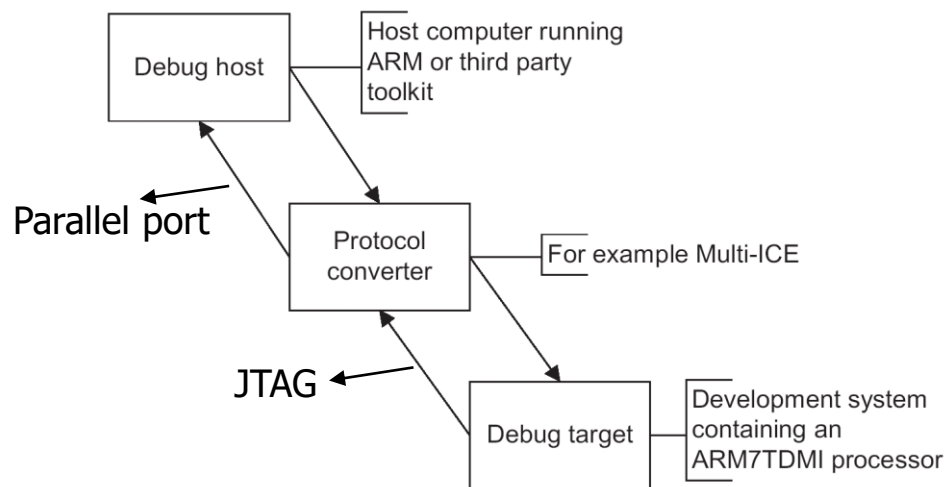 Debug host
Host computer running
ARM or third party
toolkit
Parallel port
Protocol
converter
For example Multi-ICE
JTAG
Debug target
Development system
containing an
ARM7TDMI processor